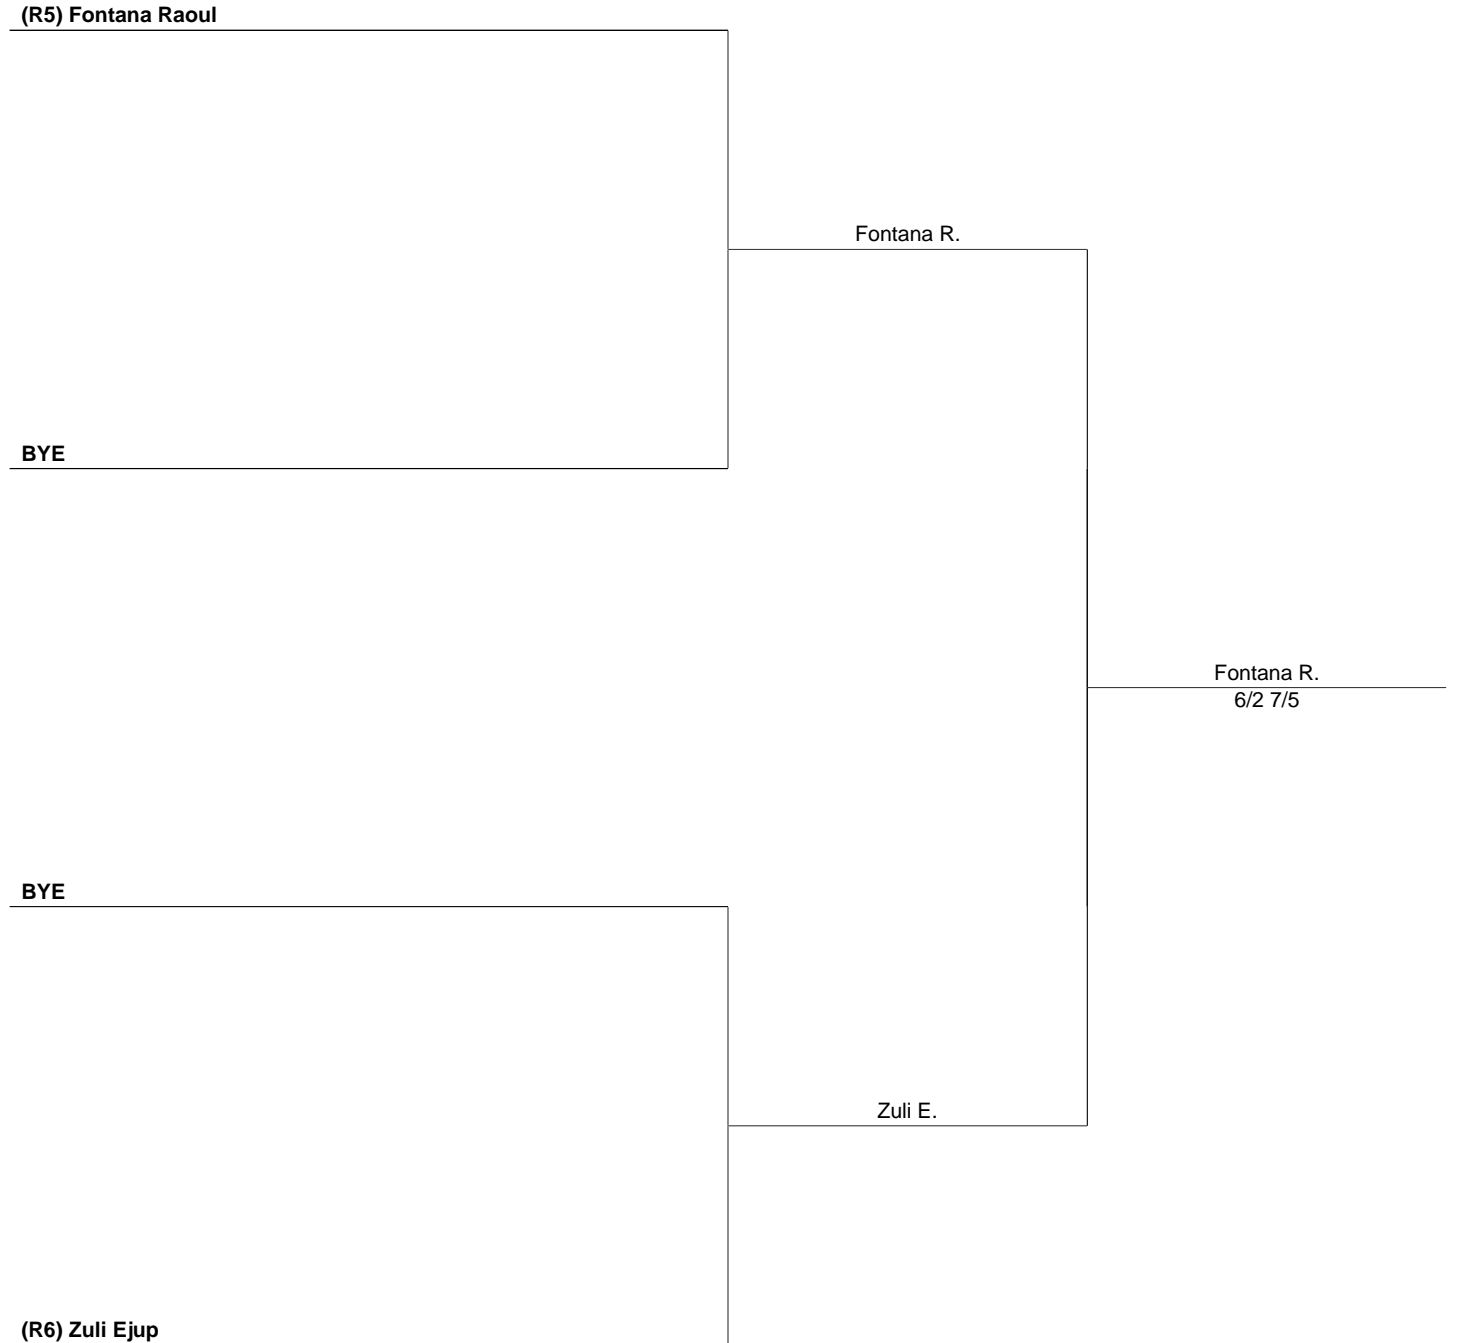 (R5) Fontana Raoul
Fontana R.
BYE
Fontana R.
6/2 7/5
BYE
Zuli E.
(R6) Zuli Ejup